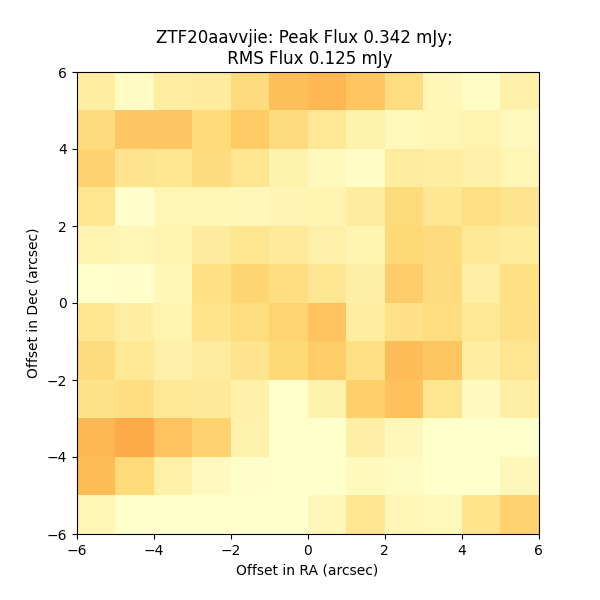 ZTF20aavvjie: Peak Flux 0.342 mJy;
RMS Flux 0.125 mJy
6
4
2
0
−2
−4
−6
Offset in Dec (arcsec)
−6 −4 −2 0 2 4 6
Offset in RA (arcsec)